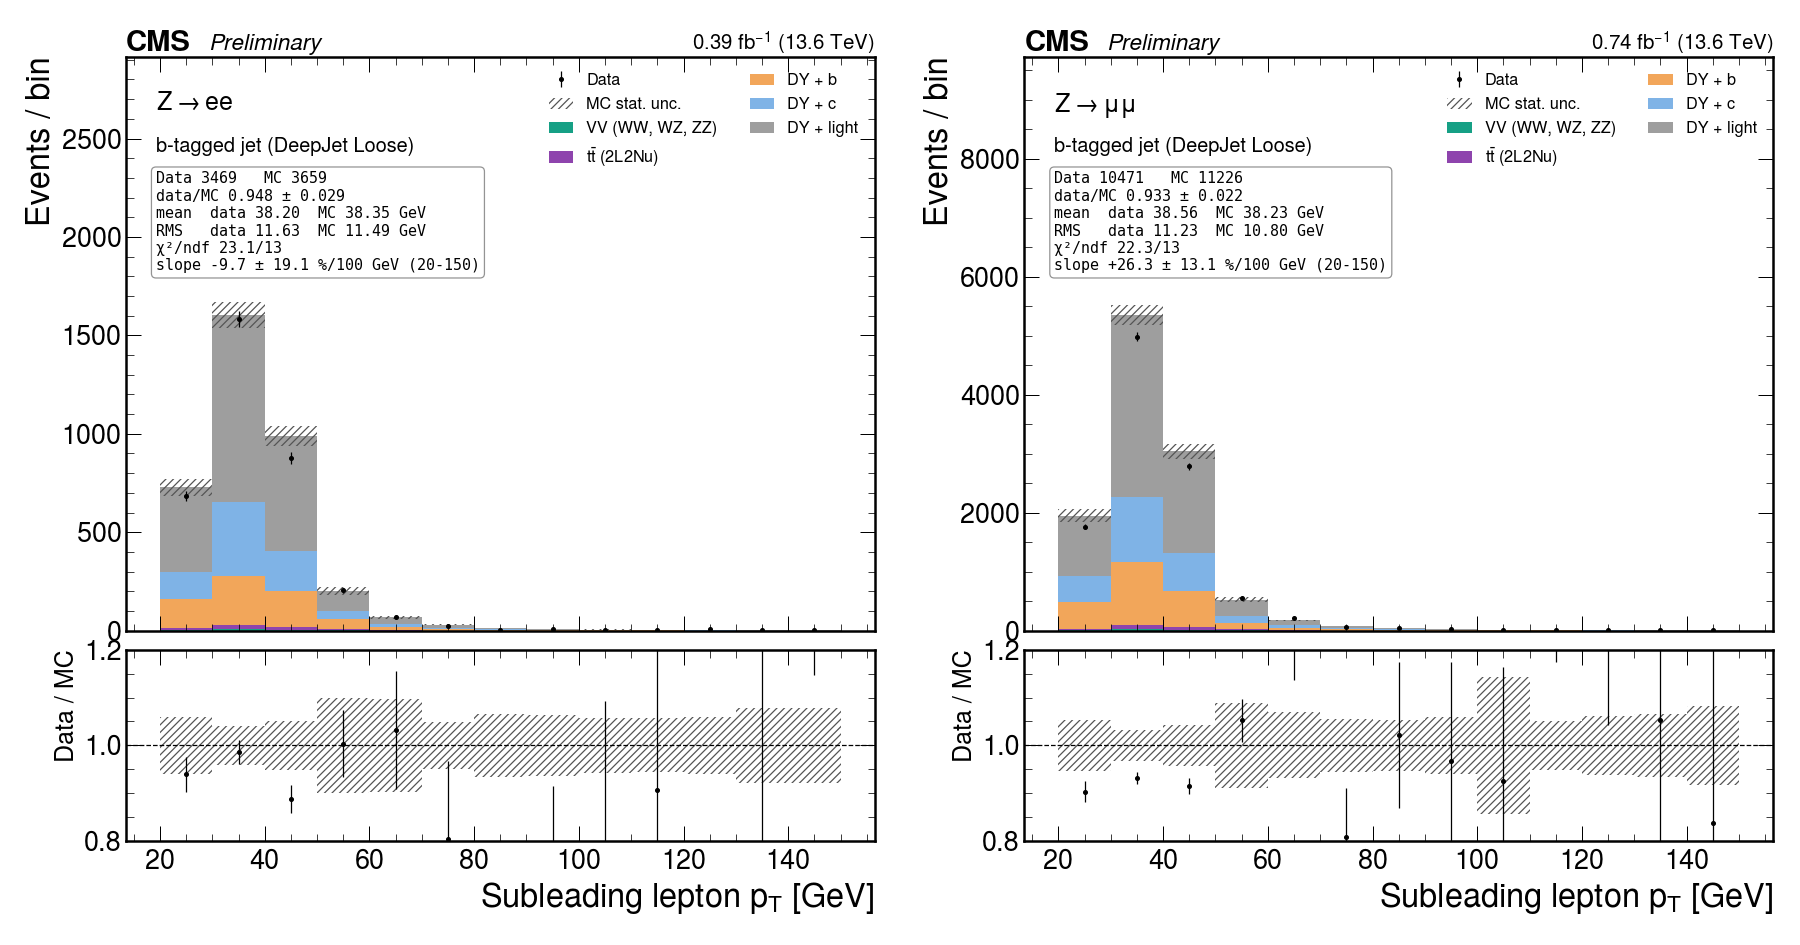 CMS Preliminary 0.39 fb⁻¹ (13.6 TeV)
Events / bin
Z → ee
b-tagged jet (DeepJet Loose)
Data
MC stat. unc.
VV (WW, WZ, ZZ)
tt̄ (2L2Nu)
DY + b
DY + c
DY + light
Data 3469 MC 3659
data/MC 0.948 ± 0.029
mean data 38.20 MC 38.35 GeV
RMS data 11.63 MC 11.49 GeV
χ²/ndf 23.1/13
slope -9.7 ± 19.1 %/100 GeV (20-150)
2500
2000
1500
1000
500
0
Data / MC
1.2
1.0
0.8
20 40 60 80 100 120 140
Subleading lepton pT [GeV]
CMS Preliminary 0.74 fb⁻¹ (13.6 TeV)
Events / bin
Z → μμ
b-tagged jet (DeepJet Loose)
Data
MC stat. unc.
VV (WW, WZ, ZZ)
tt̄ (2L2Nu)
DY + b
DY + c
DY + light
Data 10471 MC 11226
data/MC 0.933 ± 0.022
mean data 38.56 MC 38.23 GeV
RMS data 11.23 MC 10.80 GeV
χ²/ndf 22.3/13
slope +26.3 ± 13.1 %/100 GeV (20-150)
8000
6000
4000
2000
0
Data / MC
1.2
1.0
0.8
20 40 60 80 100 120 140
Subleading lepton pT [GeV]